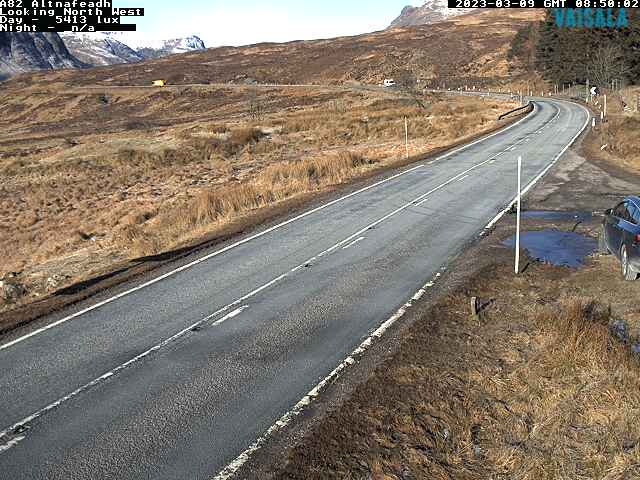 A82 Altnafeadh
Looking North West
Day - 5413 lux
Night - n/a
2023-03-09 GMT 08:50:02
VAISALA